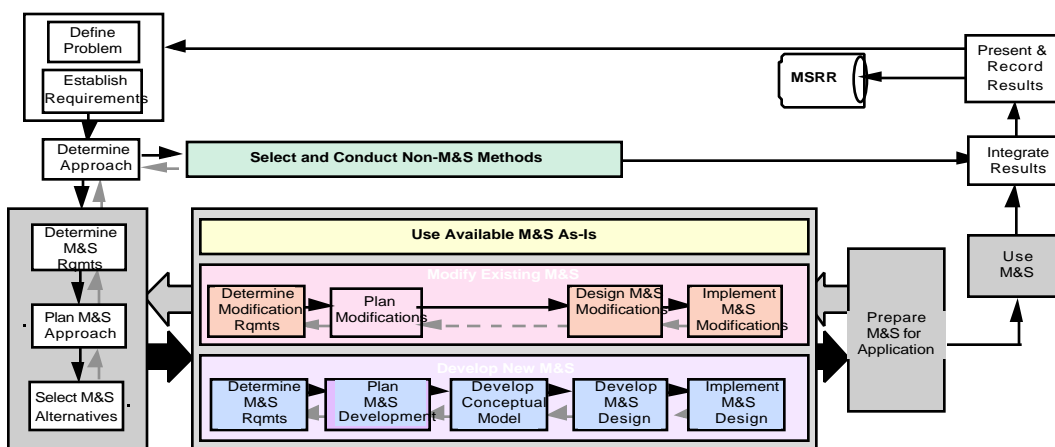 Define
Problem
Establish
Requirements
Determine
Approach
Select and Conduct Non-M&S Methods
MSRR
Present &
Record
Results
Integrate
Results
Determine
M&S
Rqmts
Plan M&S
Approach
Select M&S
Alternatives
Use Available M&S As-Is
Modify Existing M&S
Determine
Modification
Rqmts
Plan
Modifications
Design M&S
Modifications
Implement
M&S
Modifications
Develop New M&S
Determine
M&S
Rqmts
Plan
M&S
Development
Develop
Conceptual
Model
Develop
M&S
Design
Implement
M&S
Design
Prepare
M&S for
Application
Use
M&S